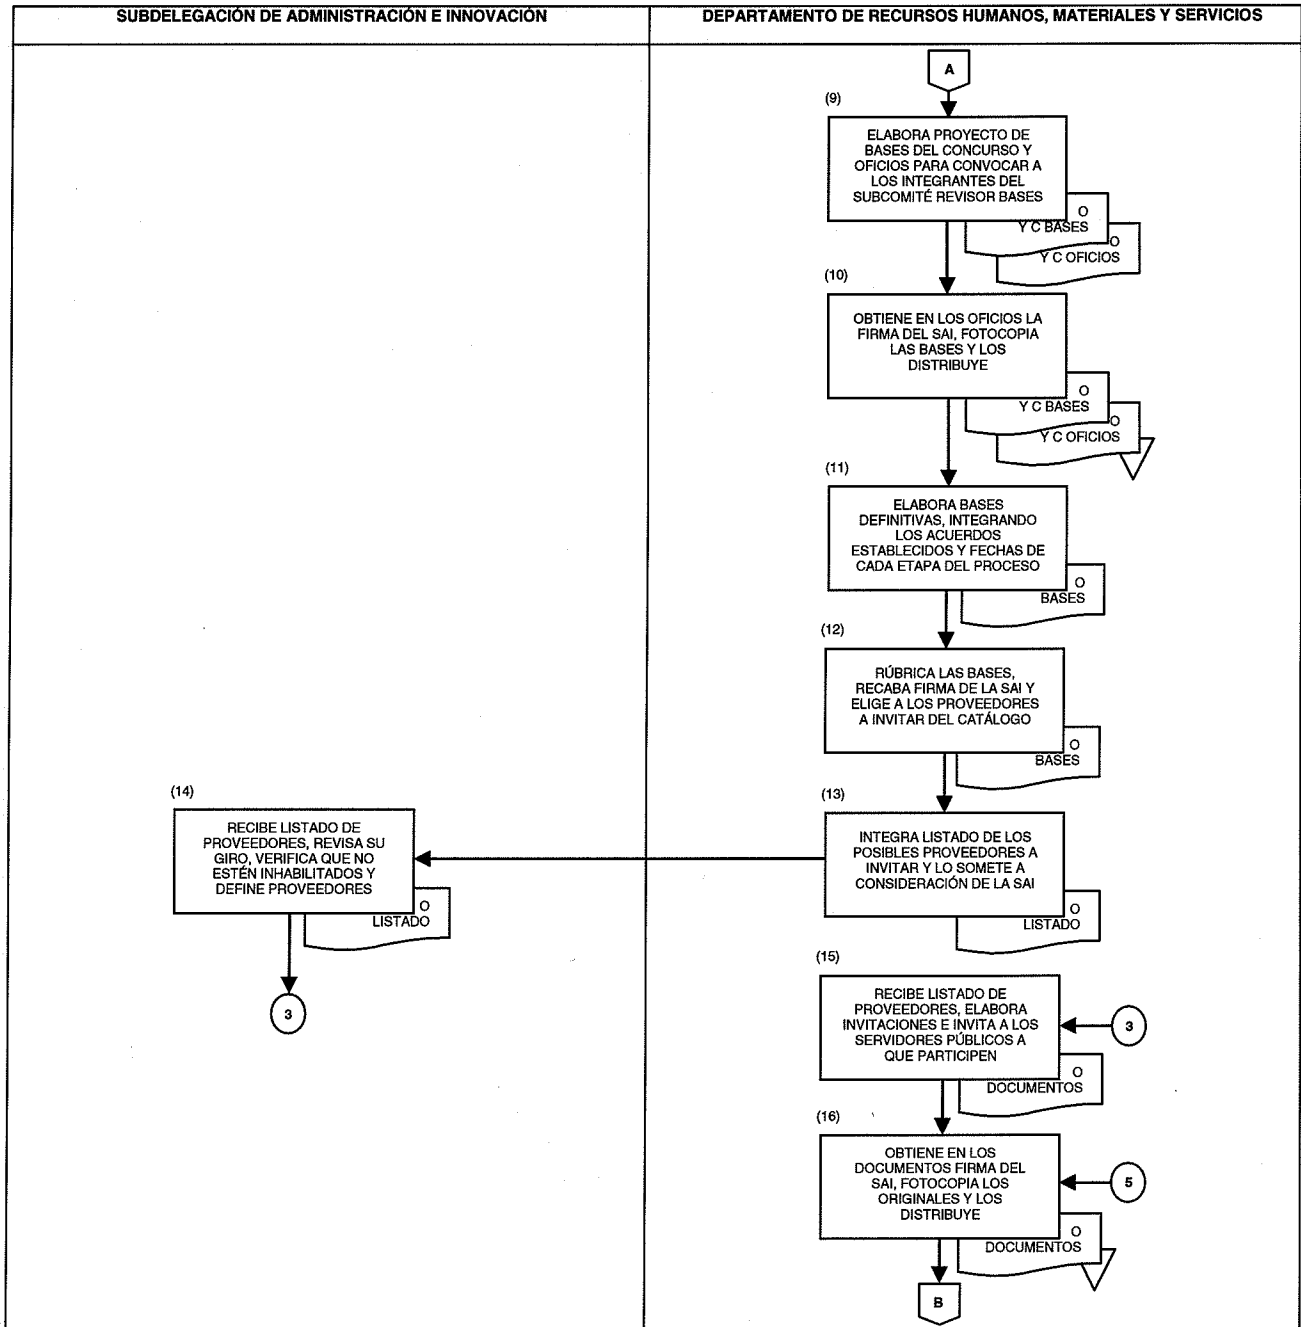 SUBDELEGACIÓN DE ADMINISTRACIÓN E INNOVACIÓN
DEPARTAMENTO DE RECURSOS HUMANOS, MATERIALES Y SERVICIOS
A
(9)
ELABORA PROYECTO DE
BASES DEL CONCURSO Y
OFICIOS PARA CONVOCAR A
LOS INTEGRANTES DEL
SUBCOMITÉ REVISOR BASES
O
Y C BASES
O
Y C OFICIOS
(10)
OBTIENE EN LOS OFICIOS LA
FIRMA DEL SAI, FOTOCOPIA
LAS BASES Y LOS
DISTRIBUYE
O
Y C BASES
O
Y C OFICIOS
(11)
ELABORA BASES
DEFINITIVAS, INTEGRANDO
LOS ACUERDOS
ESTABLECIDOS Y FECHAS DE
CADA ETAPA DEL PROCESO
O
BASES
(12)
RÚBRICA LAS BASES,
RECABA FIRMA DE LA SAI Y
ELIGE A LOS PROVEEDORES
A INVITAR DEL CATÁLOGO
O
BASES
(13)
INTEGRA LISTADO DE LOS
POSIBLES PROVEEDORES A
INVITAR Y LO SOMETE A
CONSIDERACIÓN DE LA SAI
O
LISTADO
(14)
RECIBE LISTADO DE
PROVEEDORES, REVISA SU
GIRO, VERIFICA QUE NO
ESTÉN INHABILITADOS Y
DEFINE PROVEEDORES
O
LISTADO
3
(15)
RECIBE LISTADO DE
PROVEEDORES, ELABORA
INVITACIONES E INVITA A LOS
SERVIDORES PÚBLICOS A
QUE PARTICIPEN
3
O
DOCUMENTOS
(16)
OBTIENE EN LOS
DOCUMENTOS FIRMA DEL
SAI, FOTOCOPIA LOS
ORIGINALES Y LOS
DISTRIBUYE
5
O
DOCUMENTOS
B